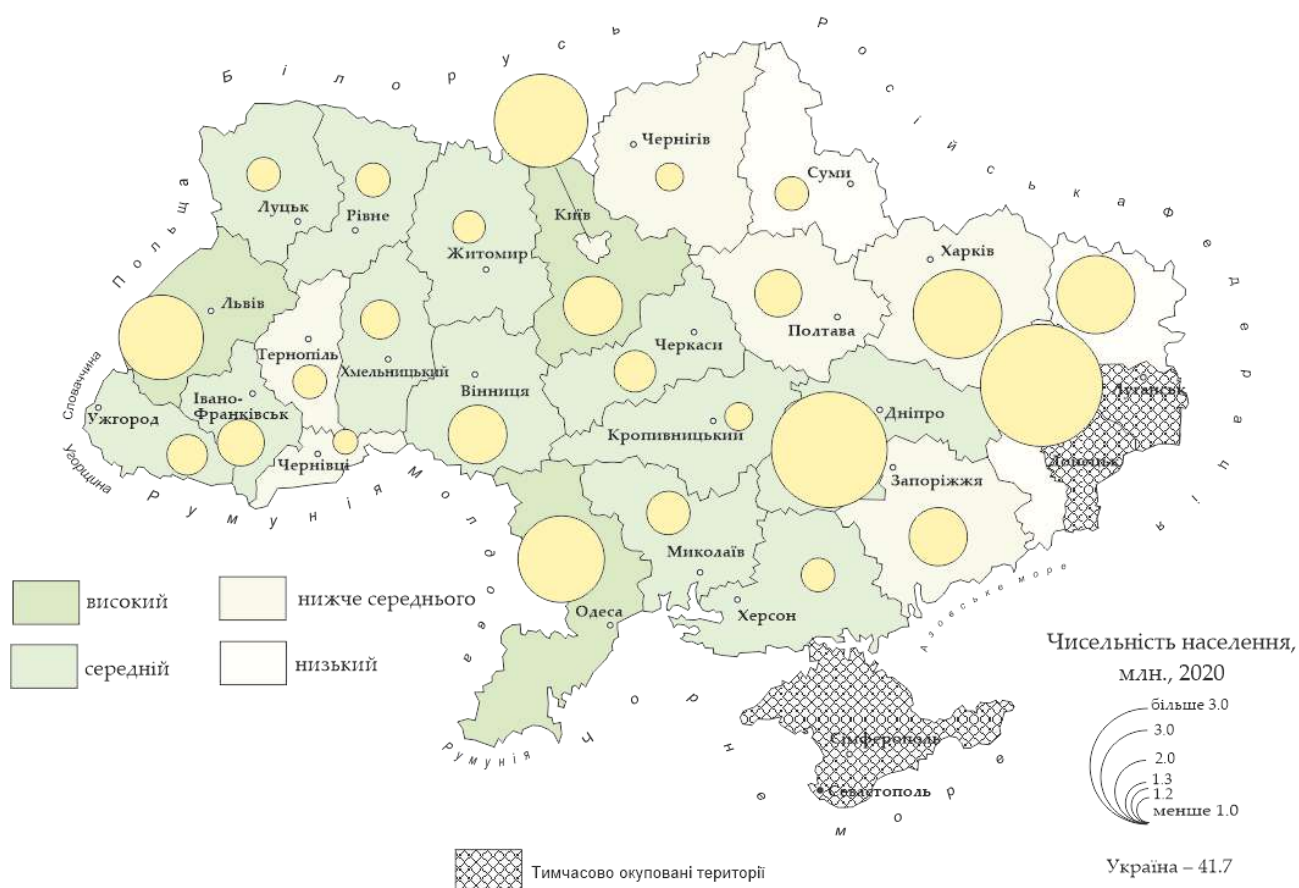 Білорусь
Російська Федерація
Польща
Словаччина
Угорщина
Румунія
Молдова
Румунія
Чорне море
Азовське море
Чернігів
Суми
Луцьк
Рівне
Київ
Житомир
Харків
Львів
Полтава
Тернопіль
Хмельницький
Черкаси
Вінниця
Луганськ
Івано-
Франківськ
Ужгород
Дніпро
Кропивницький
Чернівці
Донецьк
Запоріжжя
Миколаїв
Херсон
Одеса
Сімферополь
Севастополь
високий
нижче середнього
середній
низький
Чисельність населення,
млн., 2020
більше 3.0
3.0
2.0
1.3
1.2
менше 1.0
Україна – 41.7
Тимчасово окуповані території